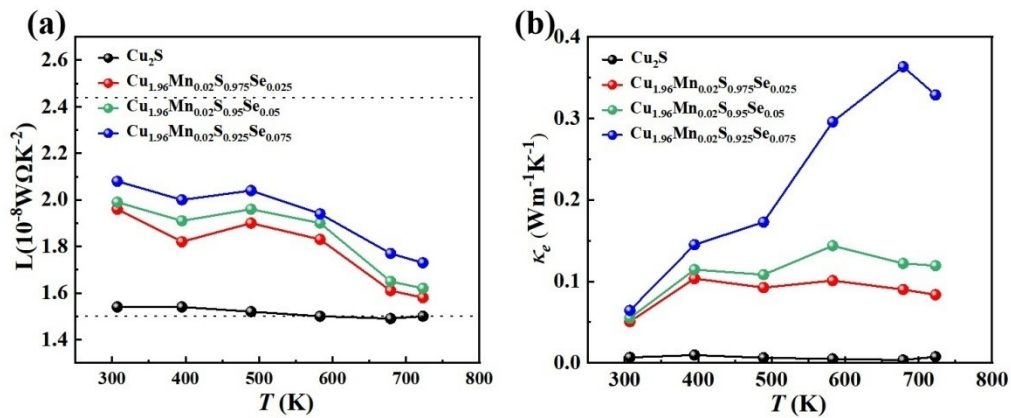 (a)
2.6
2.4
2.2
2.0
1.8
1.6
1.4
L(10⁻⁸WΩK⁻²)
Cu₂S
Cu₁.₉₆Mn₀.₀₂S₀.₉₇₅Se₀.₀₂₅
Cu₁.₉₆Mn₀.₀₂S₀.₉₅Se₀.₀₅
Cu₁.₉₆Mn₀.₀₂S₀.₉₂₅Se₀.₀₇₅
300 400 500 600 700 800
T (K)
(b)
0.4
0.3
0.2
0.1
0.0
κₑ (Wm⁻¹K⁻¹)
Cu₂S
Cu₁.₉₆Mn₀.₀₂S₀.₉₇₅Se₀.₀₂₅
Cu₁.₉₆Mn₀.₀₂S₀.₉₅Se₀.₀₅
Cu₁.₉₆Mn₀.₀₂S₀.₉₂₅Se₀.₀₇₅
300 400 500 600 700 800
T (K)